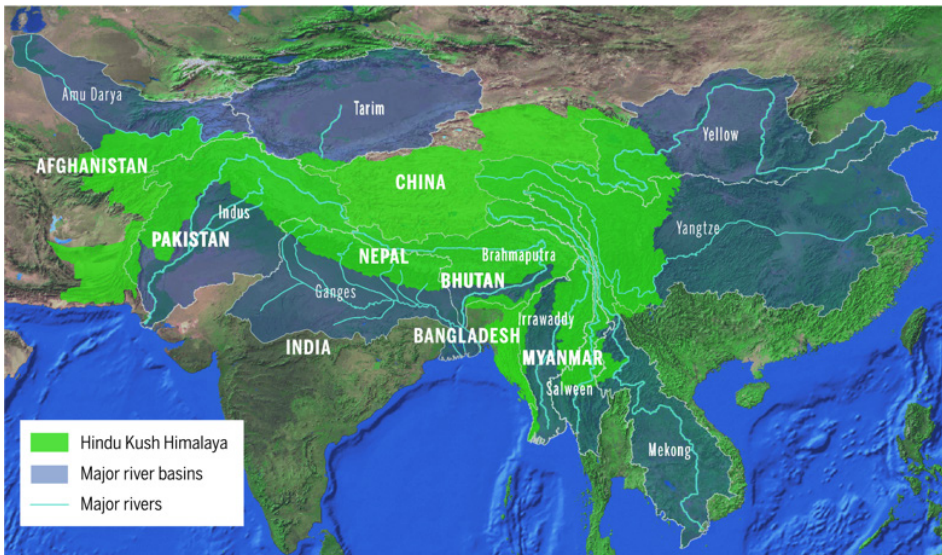 Amu Darya
Tarim
Yellow
AFGHANISTAN
CHINA
Indus
PAKISTAN
Yangtze
NEPAL
Brahmaputra
BHUTAN
Ganges
Irrawaddy
BANGLADESH
INDIA
MYANMAR
Salween
Mekong
Hindu Kush Himalaya
Major river basins
Major rivers